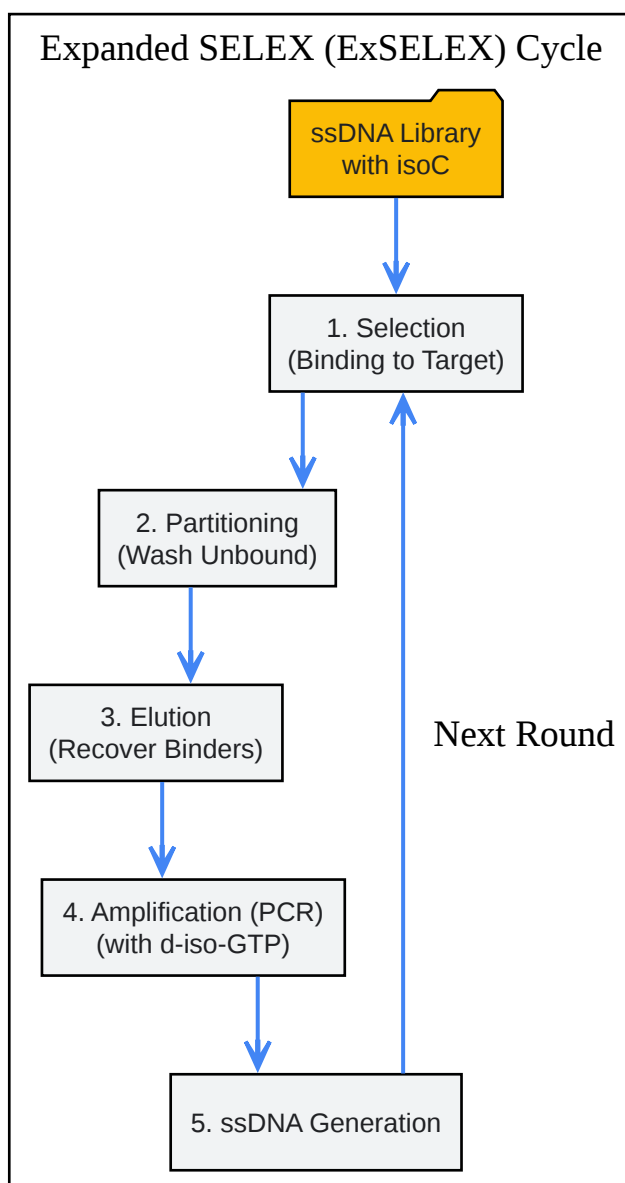 Expanded SELEX (ExSELEX) Cycle
ssDNA Library
with isoC
1. Selection
(Binding to Target)
2. Partitioning
(Wash Unbound)
3. Elution
(Recover Binders)
Next Round
4. Amplification (PCR)
(with d-iso-GTP)
5. ssDNA Generation